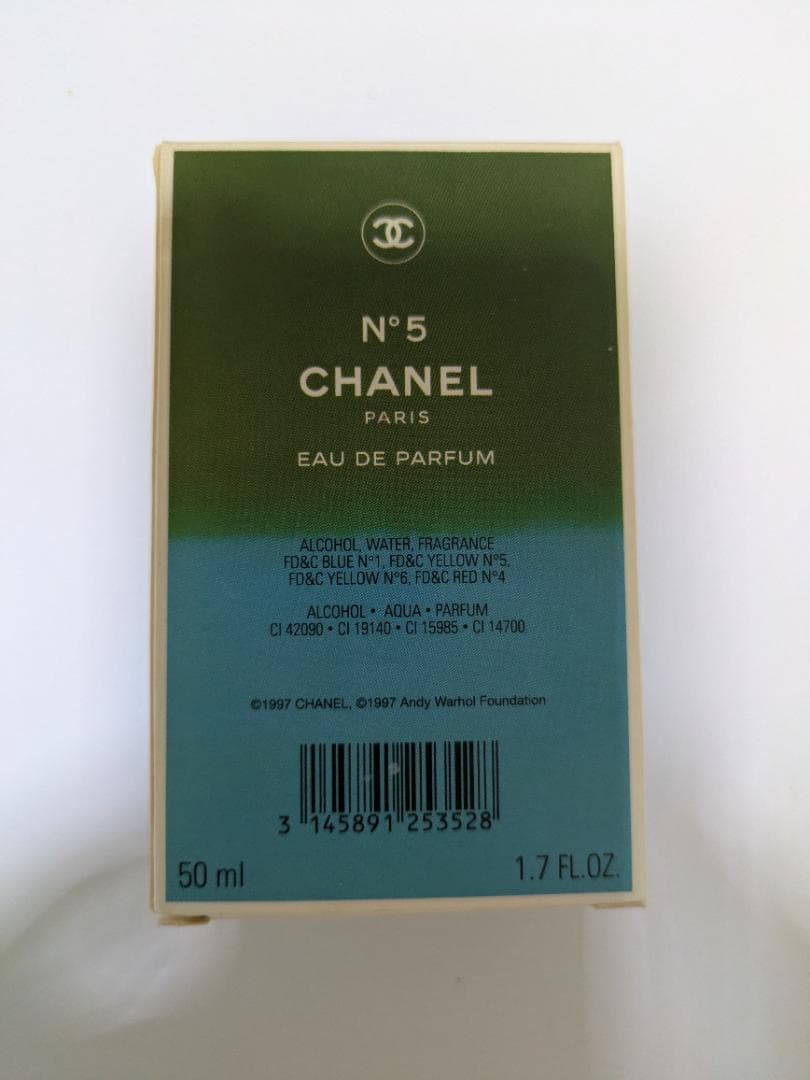 N°5
CHANEL
PARIS
EAU DE PARFUM
ALCOHOL, WATER, FRAGRANCE
FD&C BLUE N°1, FD&C YELLOW N°5,
FD&C YELLOW N°6, FD&C RED N°4
ALCOHOL • AQUA • PARFUM
CI 42090 • CI 19140 • CI 15985 • CI 14700
©1997 CHANEL, ©1997 Andy Warhol Foundation
3 145891 253528
50 ml
1.7 FL.OZ.